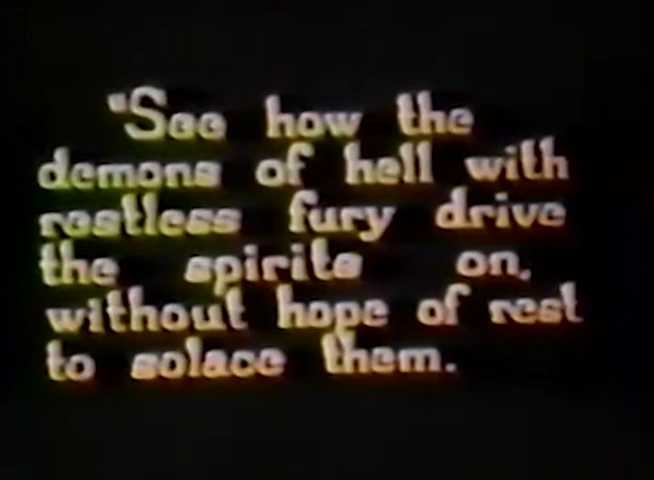 "See how the
demons of hell with
restless fury drive
the spirits on,
without hope of rest
to solace them.